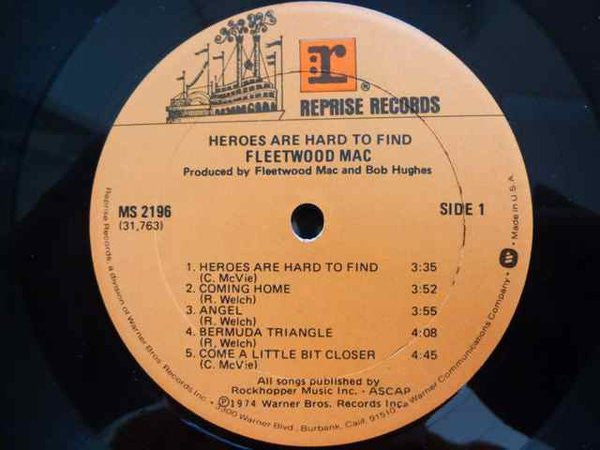 r
®
REPRISE RECORDS
HEROES ARE HARD TO FIND
FLEETWOOD MAC
Produced by Fleetwood Mac and Bob Hughes
MS 2196
(31,763)
SIDE 1
1. HEROES ARE HARD TO FIND 3:35
(C. McVie)
2. COMING HOME 3:52
(R. Welch)
3. ANGEL 3:55
(R. Welch)
4. BERMUDA TRIANGLE 4:08
(R. Welch)
5. COME A LITTLE BIT CLOSER 4:45
(C. McVie)
All songs published by
Rockhopper Music Inc. - ASCAP
• ℗1974 Warner Bros. Records Inc.
Reprise Records, a division of Warner Bros. Records Inc. • 3300 Warner Blvd., Burbank, Calif. 91510 • a Warner Communications Company • W • Made in U.S.A.